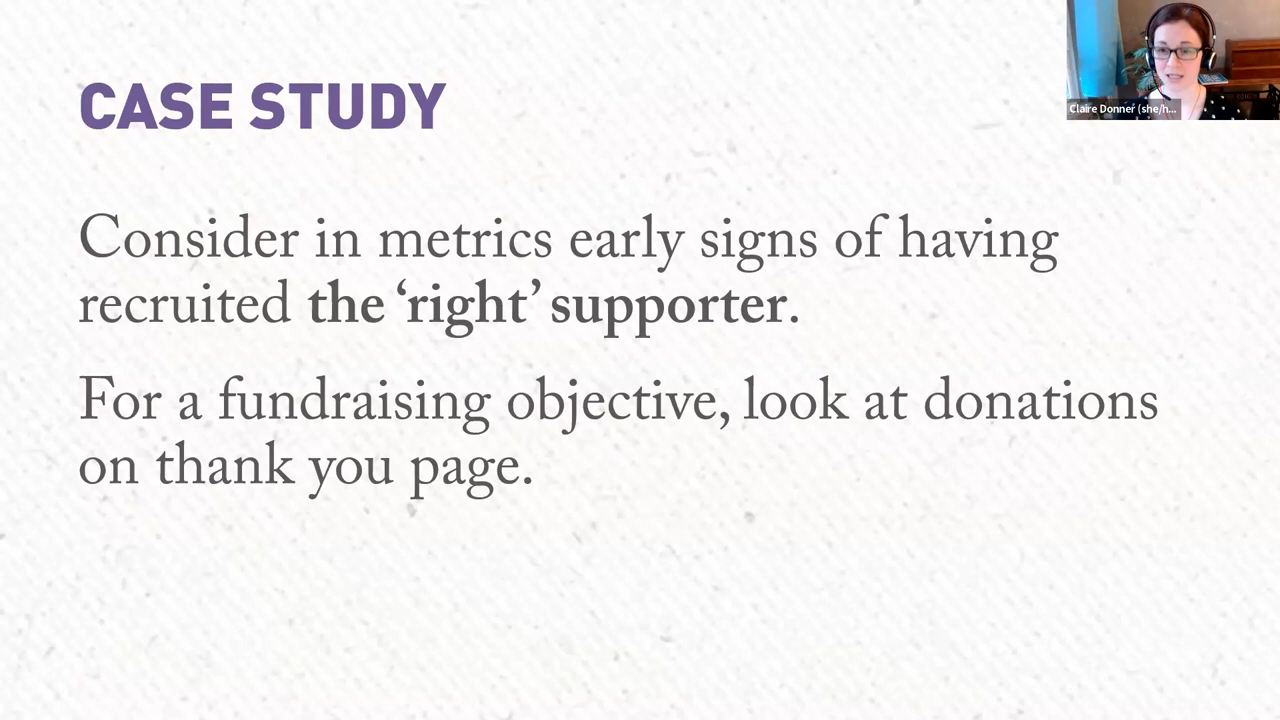 CASE STUDY
Claire Donner (she/h...
Consider in metrics early signs of having
recruited the ‘right’ supporter.
For a fundraising objective, look at donations
on thank you page.